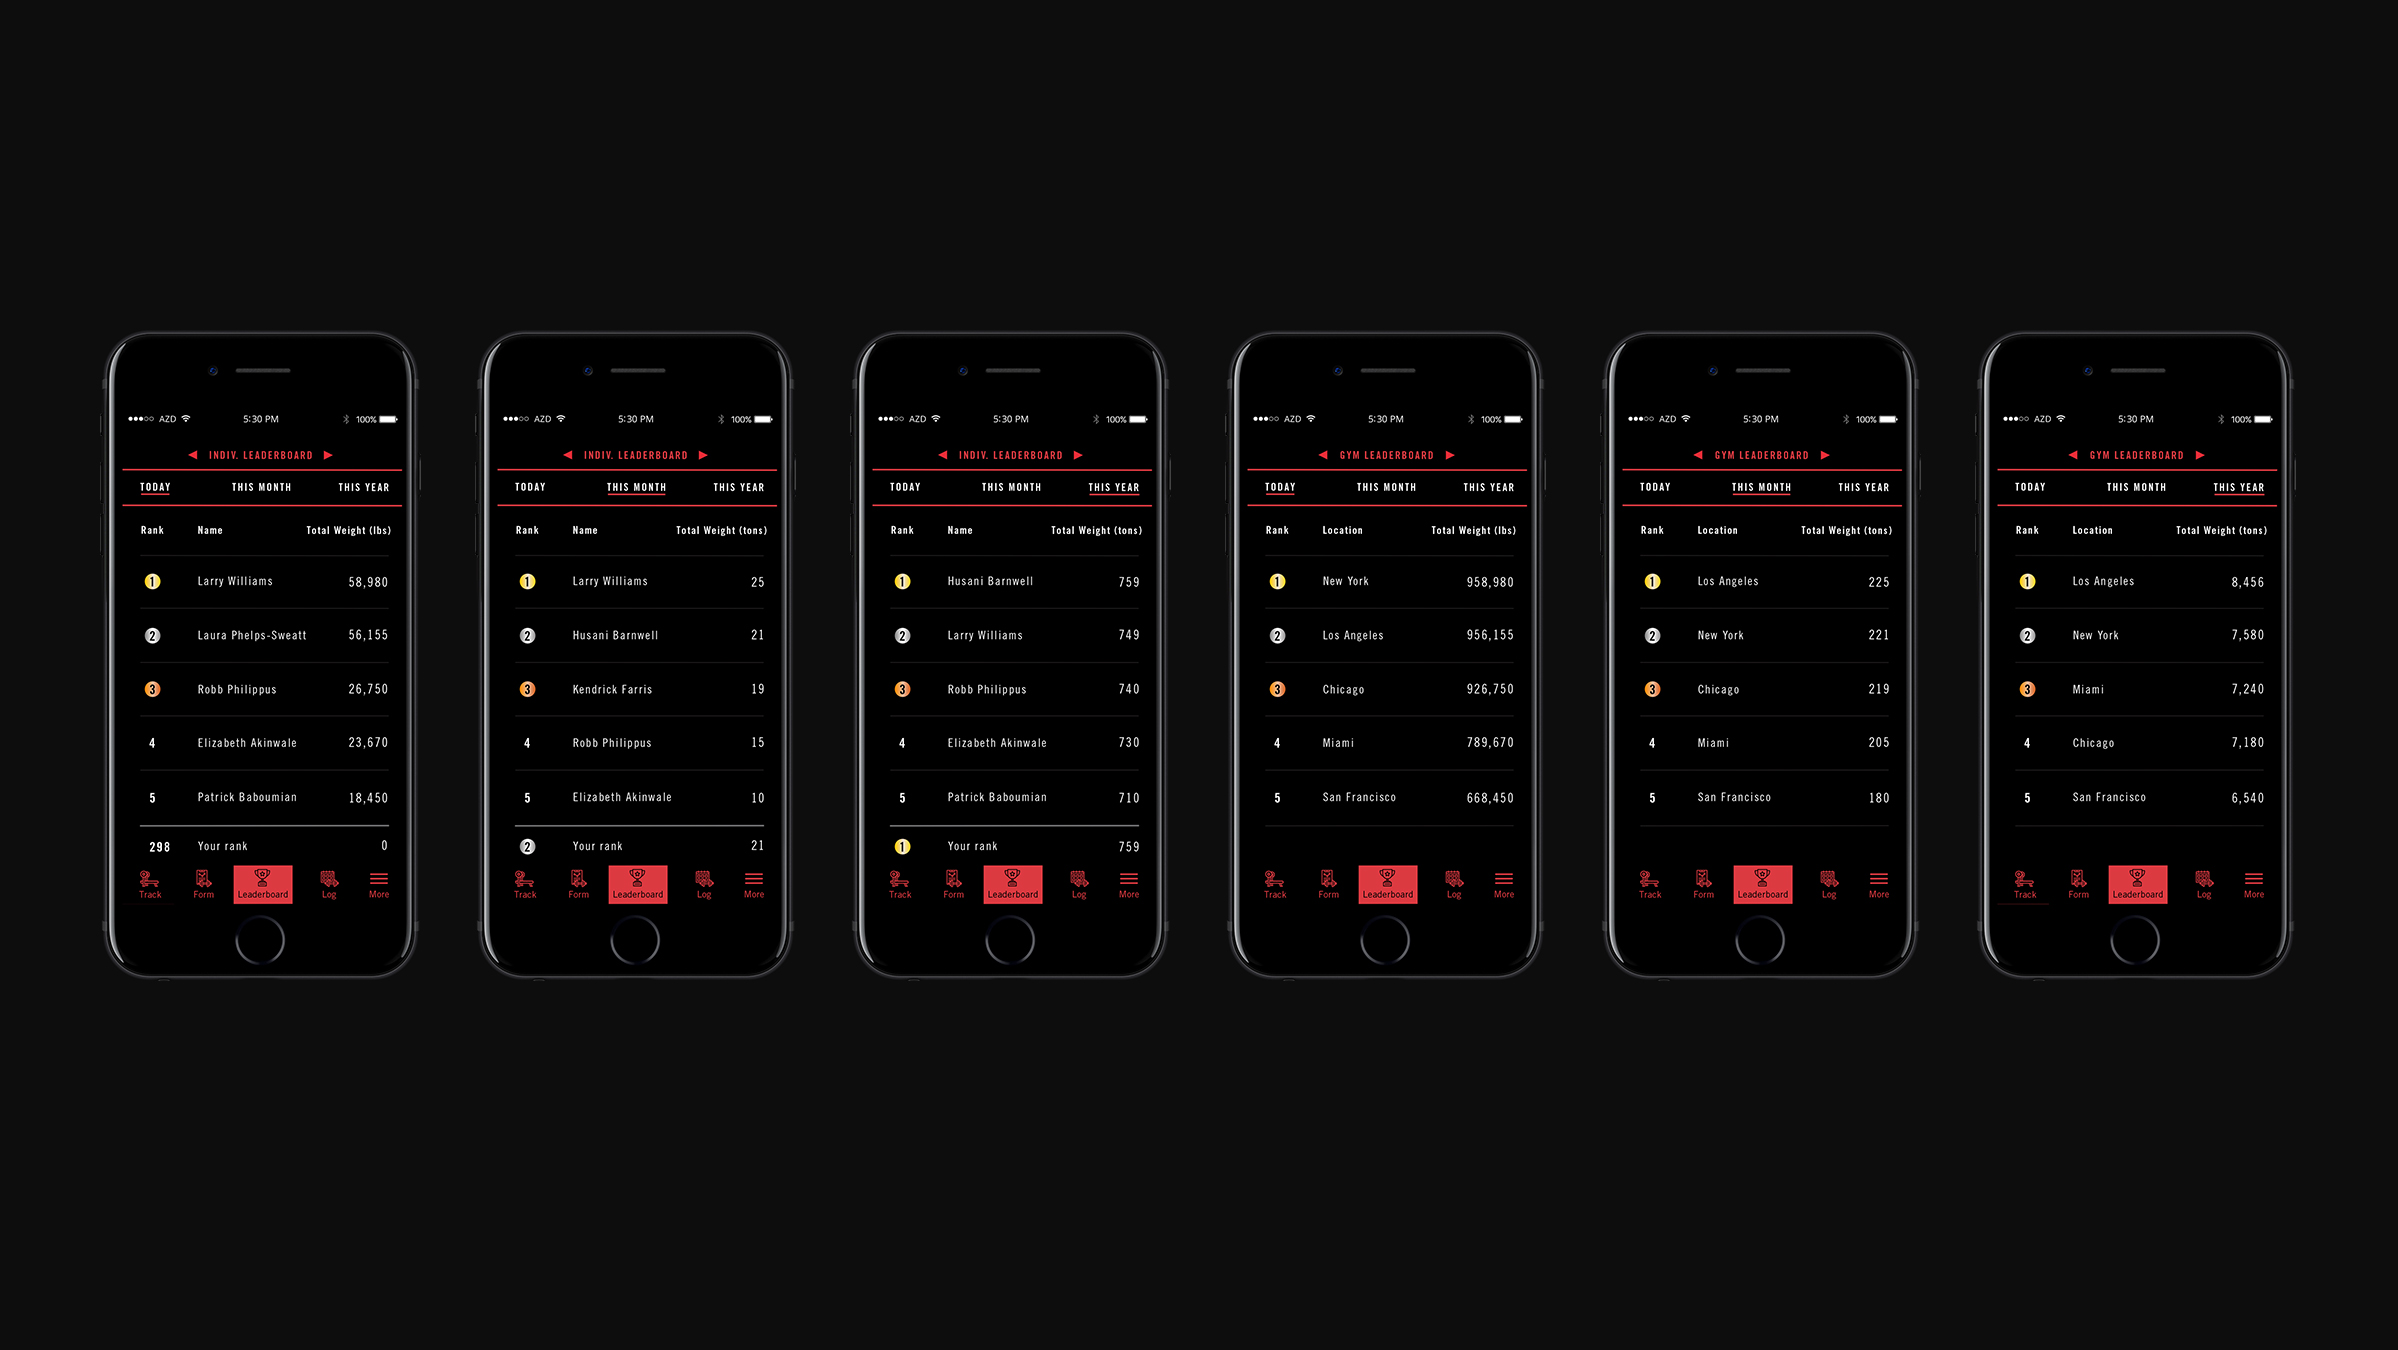 AZD 5:30 PM 100%
INDIV. LEADERBOARD
TODAY THIS MONTH THIS YEAR
Rank Name Total Weight (lbs)
1 Larry Williams 58,980
2 Laura Phelps-Sweatt 56,155
3 Robb Philippus 26,750
4 Elizabeth Akinwale 23,670
5 Patrick Baboumian 18,450
298 Your rank 0
Track Form Leaderboard Log More
AZD 5:30 PM 100%
INDIV. LEADERBOARD
TODAY THIS MONTH THIS YEAR
Rank Name Total Weight (tons)
1 Larry Williams 25
2 Husani Barnwell 21
3 Kendrick Farris 19
4 Robb Philippus 15
5 Elizabeth Akinwale 10
2 Your rank 21
Track Form Leaderboard Log More
AZD 5:30 PM 100%
INDIV. LEADERBOARD
TODAY THIS MONTH THIS YEAR
Rank Name Total Weight (tons)
1 Husani Barnwell 759
2 Larry Williams 749
3 Robb Philippus 740
4 Elizabeth Akinwale 730
5 Patrick Baboumian 710
1 Your rank 759
Track Form Leaderboard Log More
AZD 5:30 PM 100%
GYM LEADERBOARD
TODAY THIS MONTH THIS YEAR
Rank Location Total Weight (lbs)
1 New York 958,980
2 Los Angeles 956,155
3 Chicago 926,750
4 Miami 789,670
5 San Francisco 668,450
Track Form Leaderboard Log More
AZD 5:30 PM 100%
GYM LEADERBOARD
TODAY THIS MONTH THIS YEAR
Rank Location Total Weight (tons)
1 Los Angeles 225
2 New York 221
3 Chicago 219
4 Miami 205
5 San Francisco 180
Track Form Leaderboard Log More
AZD 5:30 PM 100%
GYM LEADERBOARD
TODAY THIS MONTH THIS YEAR
Rank Location Total Weight (tons)
1 Los Angeles 8,456
2 New York 7,580
3 Miami 7,240
4 Chicago 7,180
5 San Francisco 6,540
Track Form Leaderboard Log More